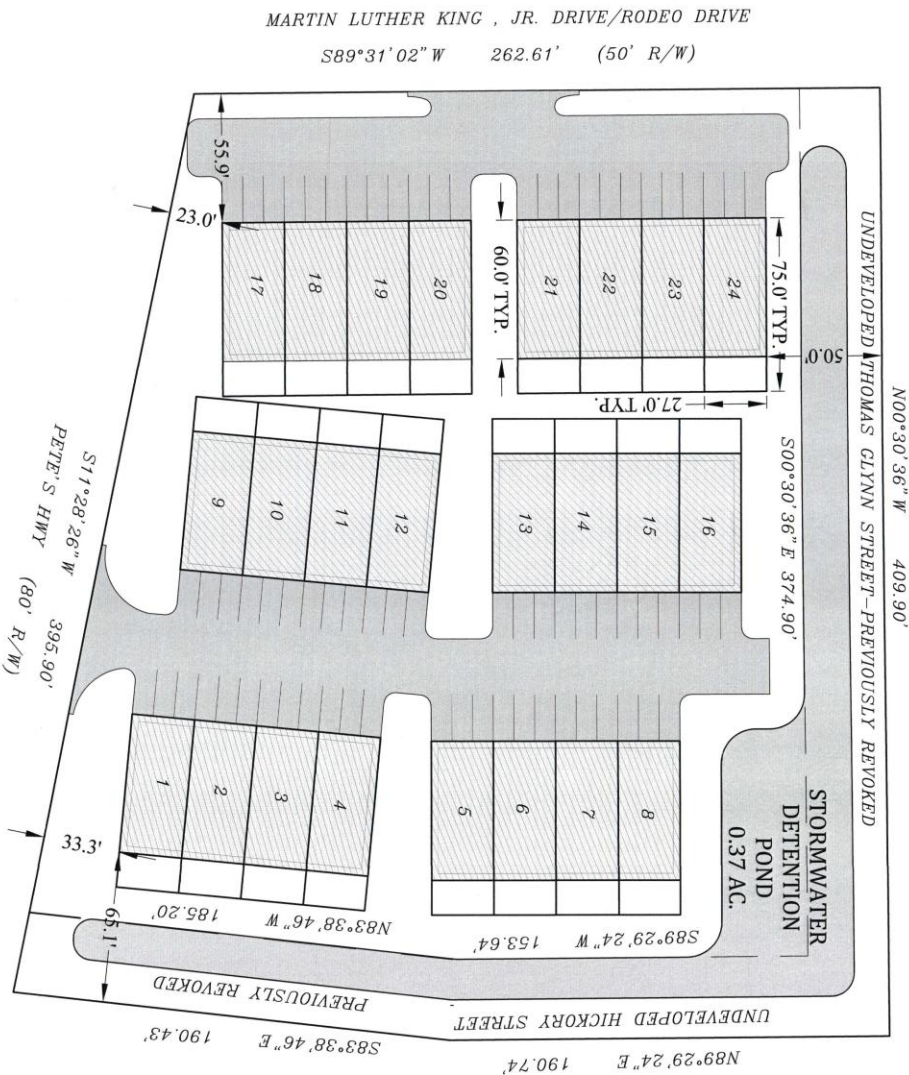 MARTIN LUTHER KING , JR. DRIVE/RODEO DRIVE
S89°31'02"W 262.61' (50' R/W)
55.9'
23.0'
17
18
19
20
60.0' TYP.
21
22
23
24
75.0' TYP.
50.0'
27.0' TYP.
UNDEVELOPED THOMAS GLYNN STREET-PREVIOUSLY REVOKED
N00°30'36"W 409.90'
S00°30'36"E 374.90'
9
10
11
12
13
14
15
16
S11°28'26"W 395.90'
PETE'S HWY (80' R/W)
1
2
3
4
5
6
7
8
STORMWATER
DETENTION
POND
0.37 AC.
33.3'
65.1'
N83°38'46"W 185.20'
S89°29'24"W 153.64'
PREVIOUSLY REVOKED
UNDEVELOPED HICKORY STREET
S83°38'46"E 190.43'
N89°29'24"E 190.74'